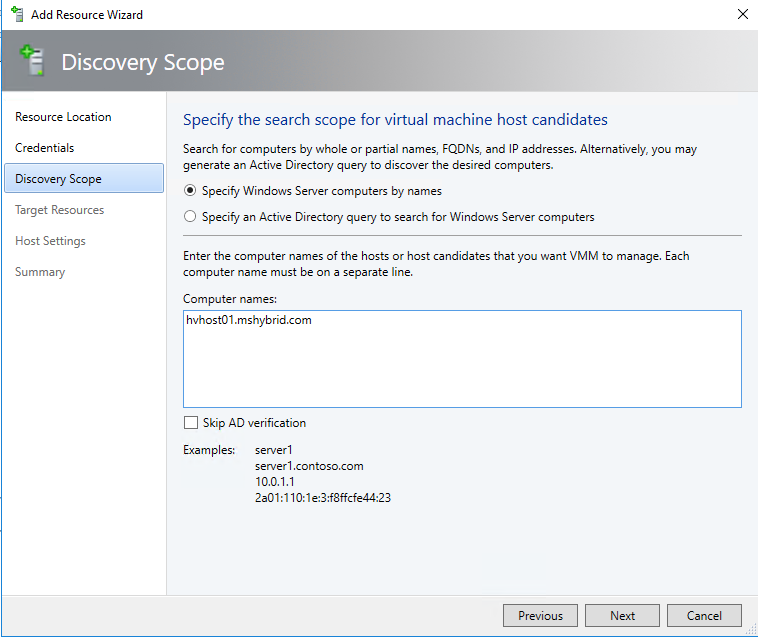 Add Resource Wizard
Discovery Scope
Resource Location
Credentials
Discovery Scope
Target Resources
Host Settings
Summary
Specify the search scope for virtual machine host candidates
Search for computers by whole or partial names, FQDNs, and IP addresses. Alternatively, you may
generate an Active Directory query to discover the desired computers.
Specify Windows Server computers by names
Specify an Active Directory query to search for Windows Server computers
Enter the computer names of the hosts or host candidates that you want VMM to manage. Each
computer name must be on a separate line.
Computer names:
hvhost01.mshybrid.com
Skip AD verification
Examples: server1
server1.contoso.com
10.0.1.1
2a01:110:1e:3:f8ffcfe44:23
Previous Next Cancel